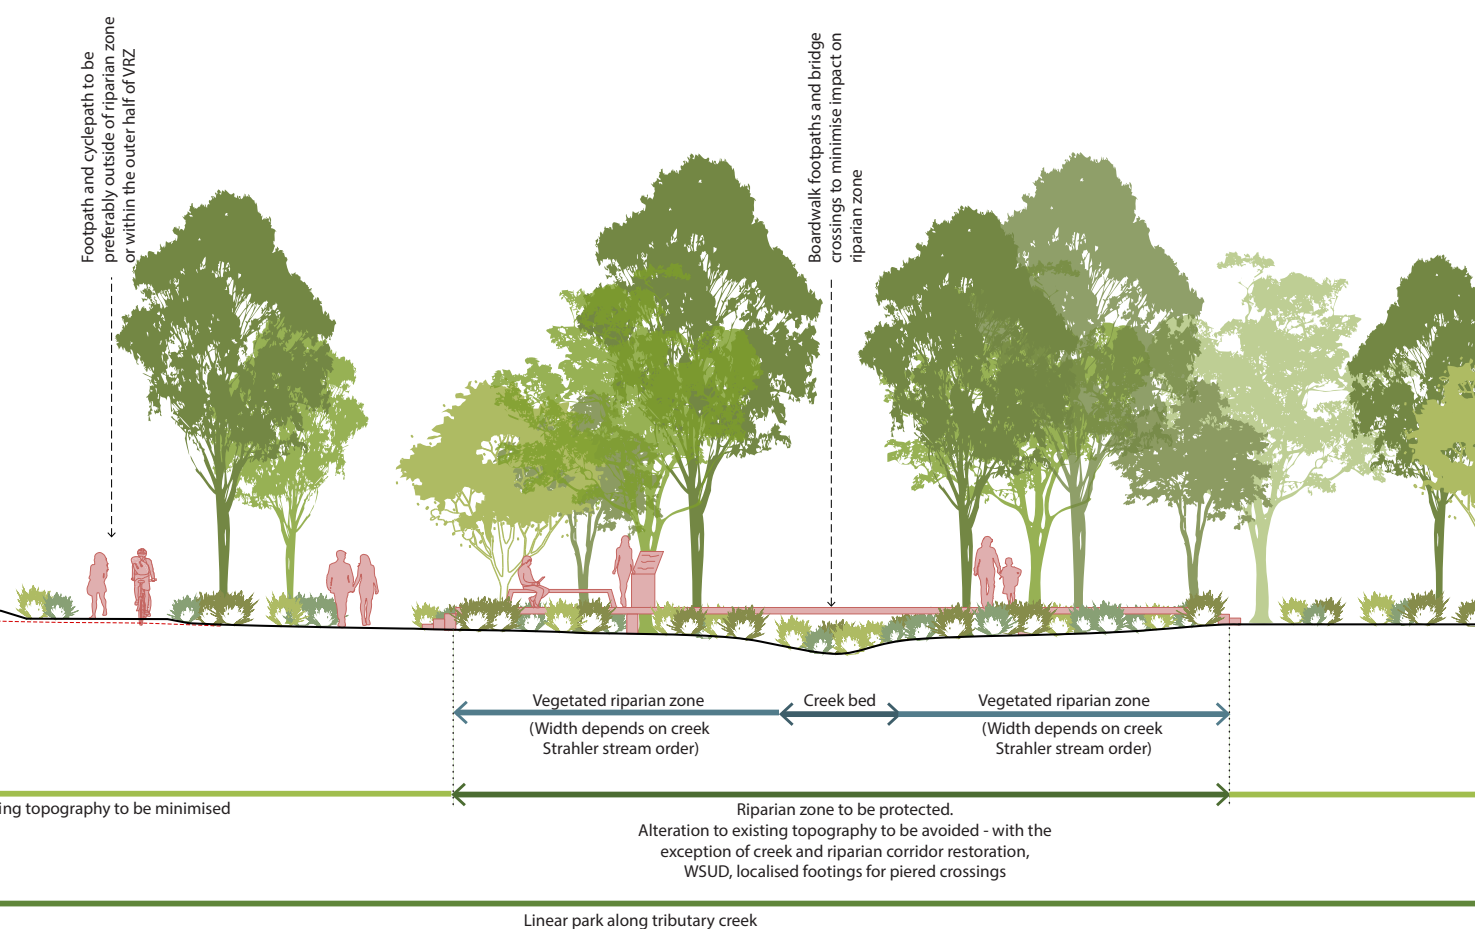 Footpath and cyclepath to be
preferably outside of riparian zone
or within the outer half of VRZ
Boardwalk footpaths and bridge
crossings to minimise impact on
riparian zone
Vegetated riparian zone
(Width depends on creek
Strahler stream order)
Creek bed
Vegetated riparian zone
(Width depends on creek
Strahler stream order)
ing topography to be minimised
Riparian zone to be protected.
Alteration to existing topography to be avoided - with the
exception of creek and riparian corridor restoration,
WSUD, localised footings for piered crossings
Linear park along tributary creek